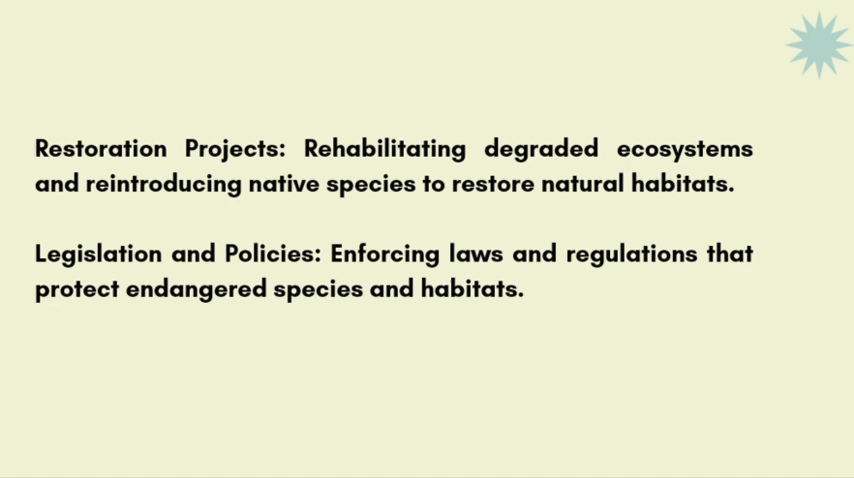 Restoration Projects: Rehabilitating degraded ecosystems
and reintroducing native species to restore natural habitats.
Legislation and Policies: Enforcing laws and regulations that
protect endangered species and habitats.